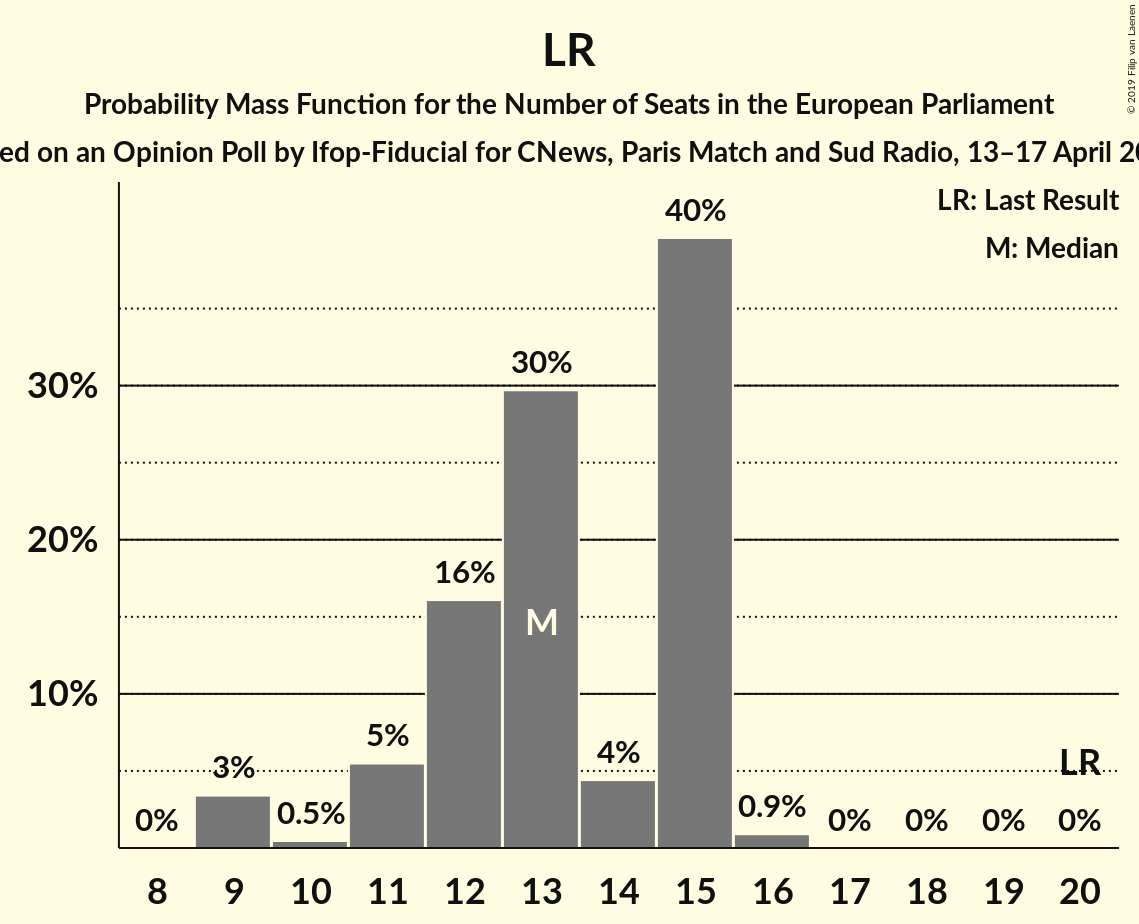 LR
Probability Mass Function for the Number of Seats in the European Parliament
ed on an Opinion Poll by Ifop-Fiducial for CNews, Paris Match and Sud Radio, 13–17 April 20
© 2019 Filip van Laenen
LR: Last Result
M: Median
40%
30%
30%
20%
16%
M
10%
5%
4%
3%
LR
0%
0.5%
0.9%
0%
0%
0%
0%
8 9 10 11 12 13 14 15 16 17 18 19 20